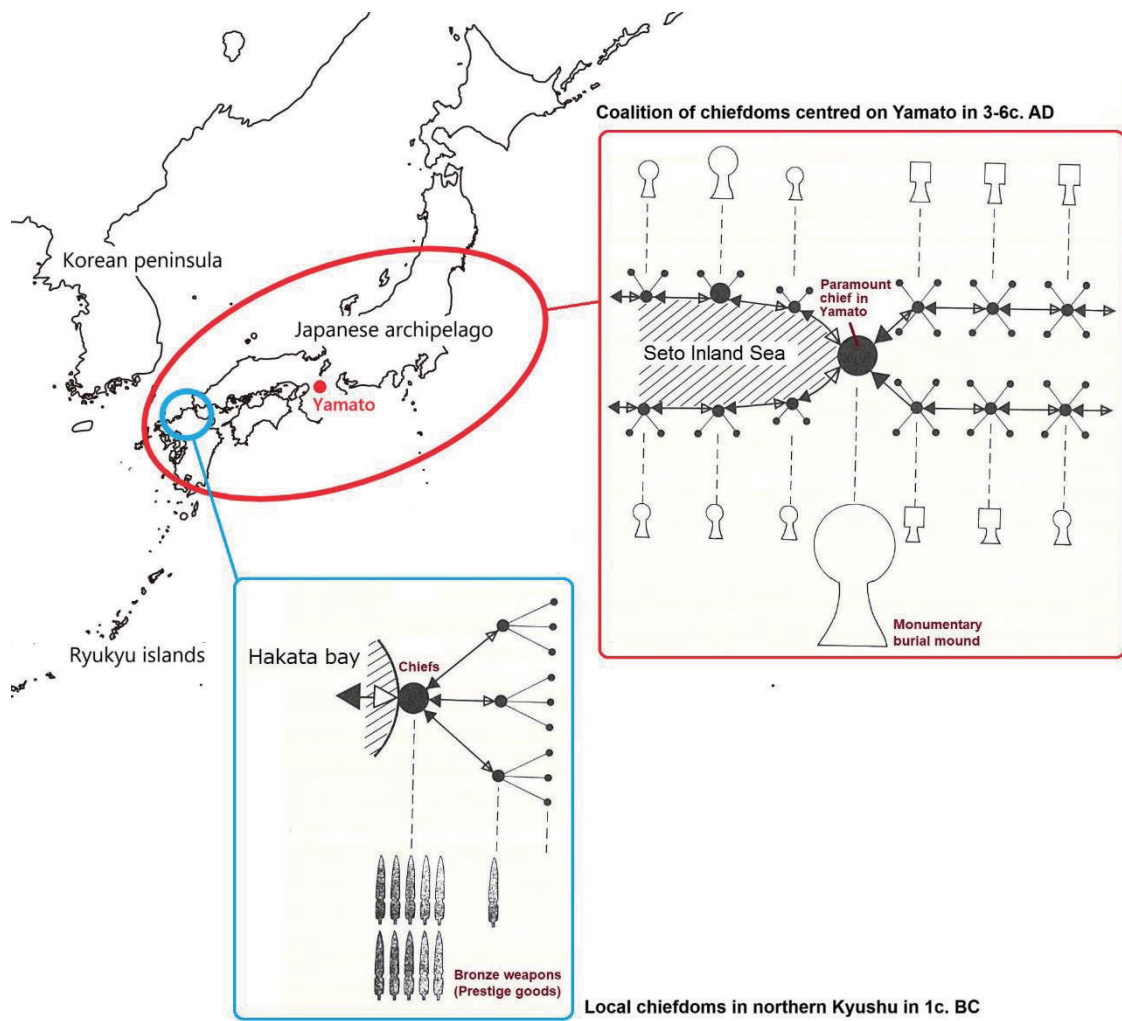 Coalition of chiefdoms centred on Yamato in 3-6c. AD
Korean peninsula
Japanese archipelago
Yamato
Ryukyu islands
Paramount
chief in
Yamato
Seto Inland Sea
Monumentary
burial mound
Hakata bay
Chiefs
Bronze weapons
(Prestige goods)
Local chiefdoms in northern Kyushu in 1c. BC